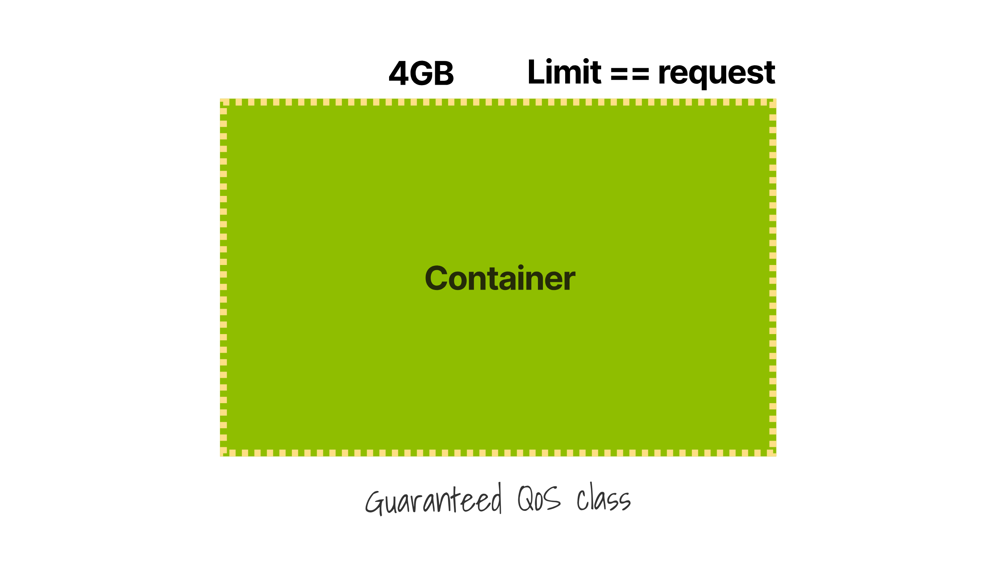 4GB
Limit == request
Container
Guaranteed QoS class